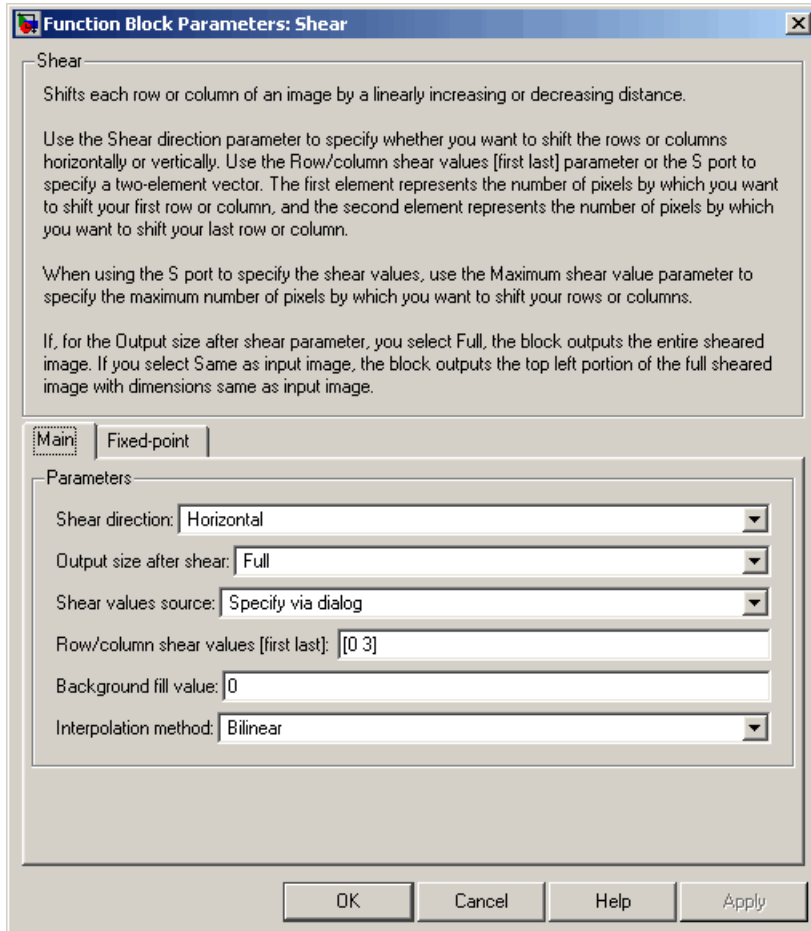 Function Block Parameters: Shear
Shear
Shifts each row or column of an image by a linearly increasing or decreasing distance.
Use the Shear direction parameter to specify whether you want to shift the rows or columns
horizontally or vertically. Use the Row/column shear values [first last] parameter or the S port to
specify a two-element vector. The first element represents the number of pixels by which you want
to shift your first row or column, and the second element represents the number of pixels by which
you want to shift your last row or column.
When using the S port to specify the shear values, use the Maximum shear value parameter to
specify the maximum number of pixels by which you want to shift your rows or columns.
If, for the Output size after shear parameter, you select Full, the block outputs the entire sheared
image. If you select Same as input image, the block outputs the top left portion of the full sheared
image with dimensions same as input image.
Main Fixed-point
Parameters
Shear direction: Horizontal
Output size after shear: Full
Shear values source: Specify via dialog
Row/column shear values [first last]: [0 3]
Background fill value: 0
Interpolation method: Bilinear
OK Cancel Help Apply